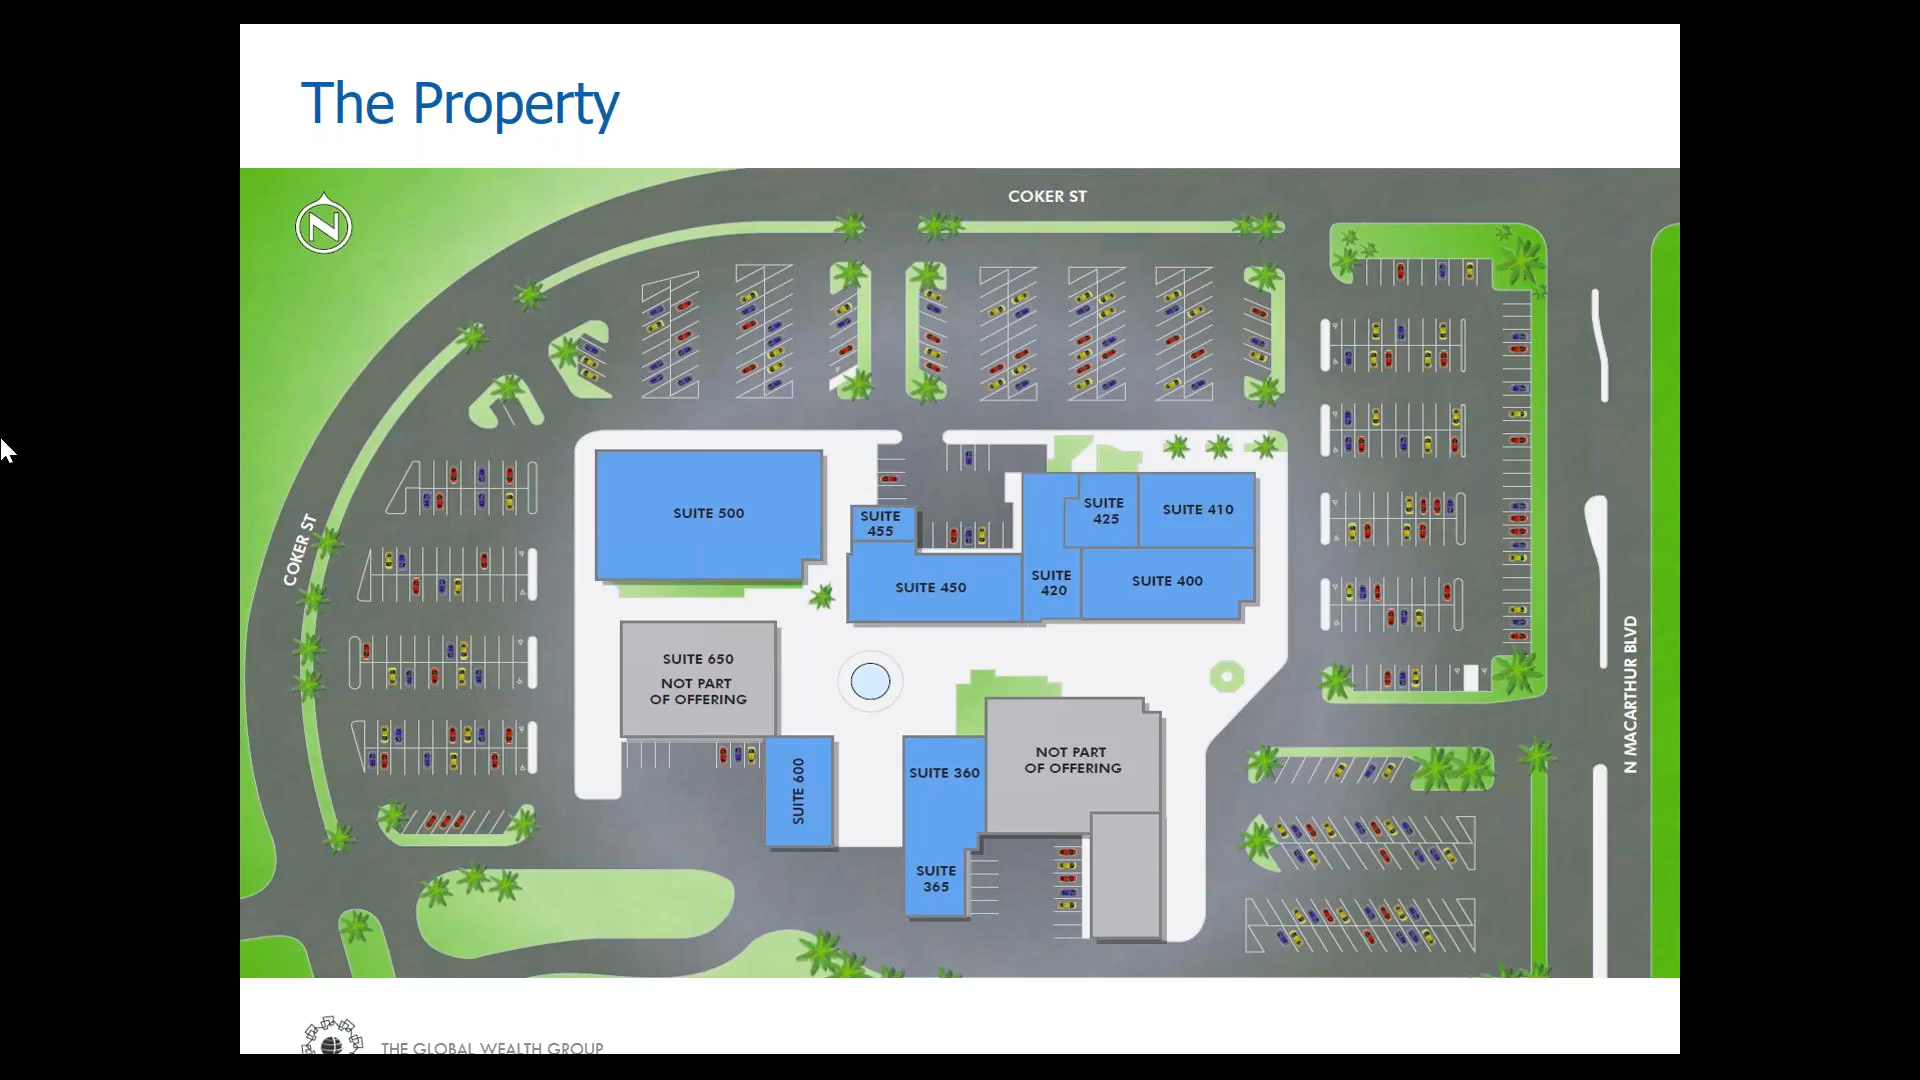 The Property
N
COKER ST
COKER ST
SUITE 500
SUITE
455
SUITE 450
SUITE
420
SUITE
425
SUITE 410
SUITE 400
SUITE 650
NOT PART
OF OFFERING
SUITE 600
SUITE 360
SUITE
365
NOT PART
OF OFFERING
N MACARTHUR BLVD
THE GLOBAL WEALTH GROUP